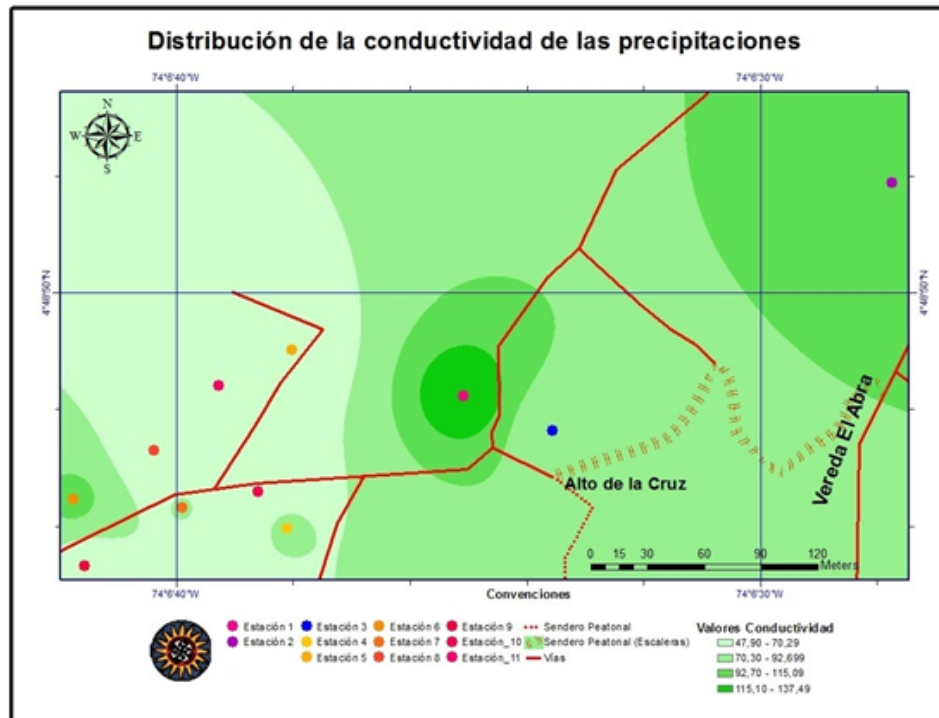 Distribución de la conductividad de las precipitaciones
74°6'40"W 74°6'30"W
N
W E
S
4°48'50"N 4°48'50"N
Vereda El Abra
Alto de la Cruz
0 15 30 60 90 120
Meters
74°6'40"W 74°6'30"W
Convenciones
Estación 1 Estación 3 Estación 6 Estación 9 Sendero Peatonal
Estación 2 Estación 4 Estación 7 Estación_10 Sendero Peatonal (Escaleras)
Estación 5 Estación 8 Estación_11 Vías
Valores Conductividad
47,90 - 70,29
70,30 - 92,699
92,70 - 115,09
115,10 - 137,49